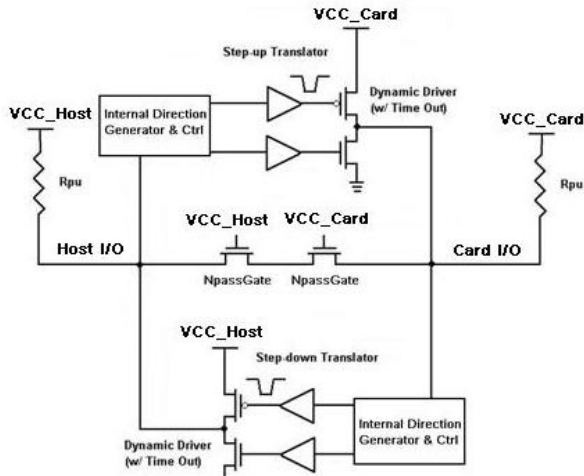 VCC_Card
Step-up Translator
Dynamic Driver
(w/ Time Out)
VCC_Host
Internal Direction
Generator & Ctrl
VCC_Card
Rpu
Rpu
VCC_Host
VCC_Card
Host I/O
Card I/O
NpassGate
NpassGate
VCC_Host
Step-down Translator
Internal Direction
Generator & Ctrl
Dynamic Driver
(w/ Time Out)